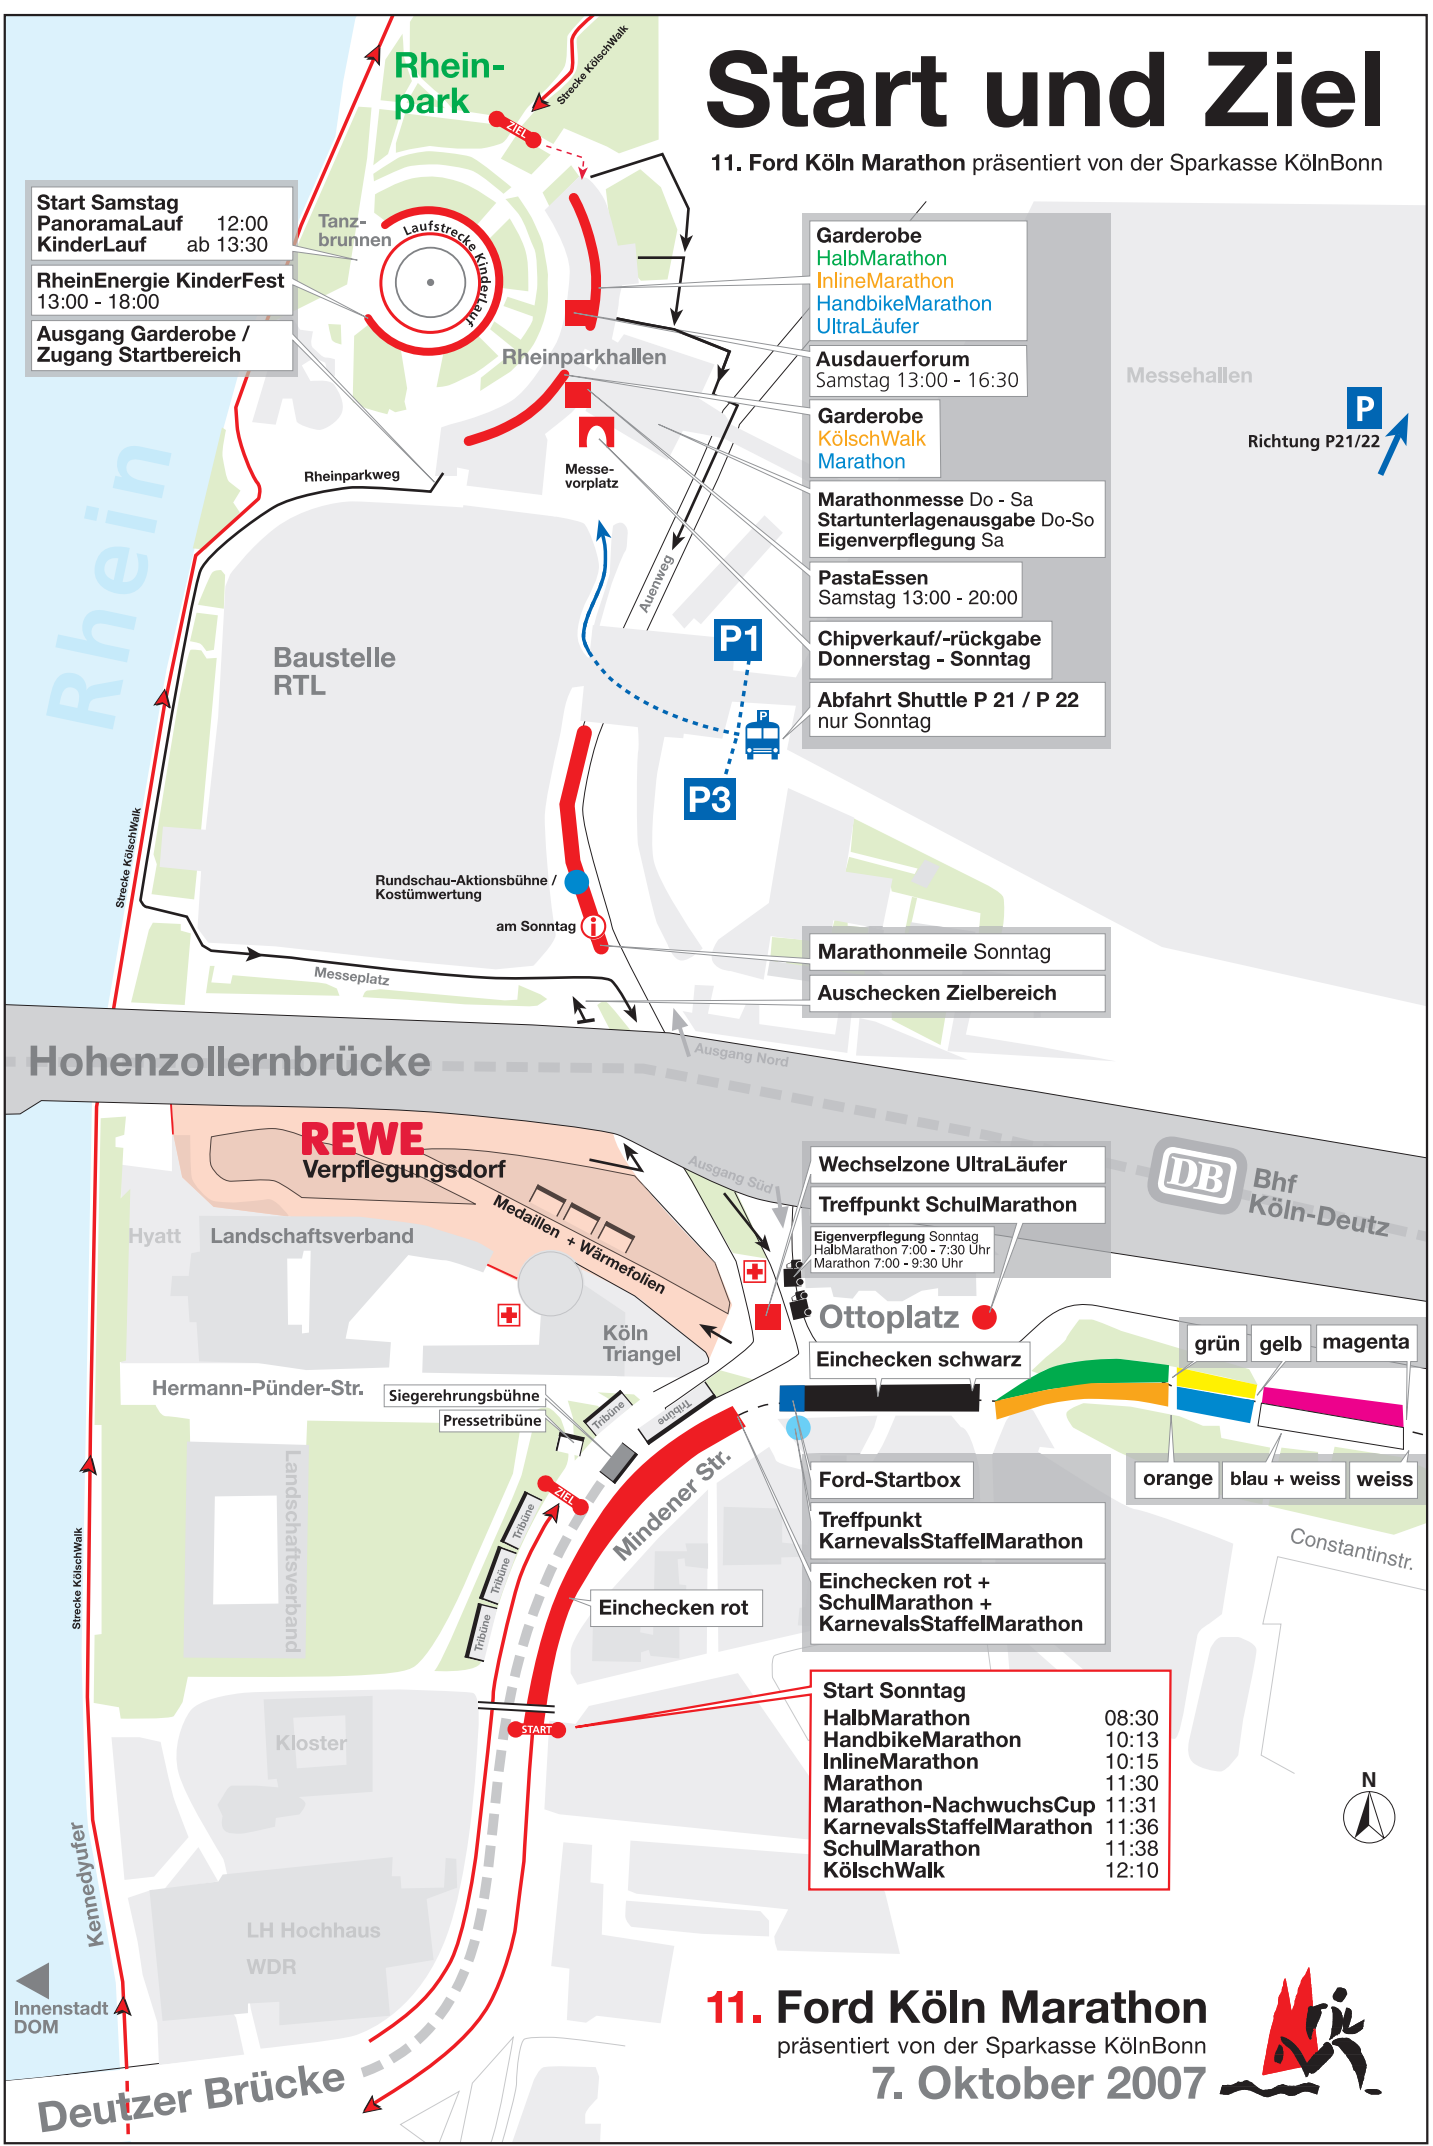 Start und Ziel
11. Ford Köln Marathon präsentiert von der Sparkasse KölnBonn
Rhein-
park
Strecke KölschWalk
ZIEL
Start Samstag
PanoramaLauf 12:00
KinderLauf ab 13:30
RheinEnergie KinderFest
13:00 - 18:00
Ausgang Garderobe /
Zugang Startbereich
Tanz-
brunnen
Laufstrecke KinderLauf
Rheinparkhallen
Garderobe
HalbMarathon
InlineMarathon
HandbikeMarathon
UltraLäufer
Ausdauerforum
Samstag 13:00 - 16:30
Garderobe
KölschWalk
Marathon
Marathonmesse Do - Sa
Startunterlagenausgabe Do-So
Eigenverpflegung Sa
PastaEssen
Samstag 13:00 - 20:00
Chipverkauf/-rückgabe
Donnerstag - Sonntag
Abfahrt Shuttle P 21 / P 22
nur Sonntag
Messehallen
P
Richtung P21/22
Rheinparkweg
Messe-
vorplatz
Rhein
Auenweg
Baustelle
RTL
P1
P
P3
Strecke KölschWalk
Rundschau-Aktionsbühne /
Kostümwertung
am Sonntag
i
Messeplatz
Marathonmeile Sonntag
Auschecken Zielbereich
Hohenzollernbrücke
Ausgang Nord
REWE
Verpflegungsdorf
Medaillen + Wärmefolien
Ausgang Süd
Wechselzone UltraLäufer
Treffpunkt SchulMarathon
Eigenverpflegung Sonntag
HalbMarathon 7:00 - 7:30 Uhr
Marathon 7:00 - 9:30 Uhr
DB
Bhf
Köln-Deutz
Hyatt
Landschaftsverband
Ottoplatz
Köln
Triangel
Einchecken schwarz
grün
gelb
magenta
Hermann-Pünder-Str.
Siegerehrungsbühne
Pressetribüne
Tribüne
Tribüne
Mindener Str.
ZIEL
Tribüne
Tribüne
Tribüne
Landschaftsverband
Ford-Startbox
Treffpunkt
KarnevalsStaffelMarathon
Einchecken rot +
SchulMarathon +
KarnevalsStaffelMarathon
orange
blau + weiss
weiss
Constantinstr.
Strecke KölschWalk
Einchecken rot
START
Start Sonntag
HalbMarathon 08:30
HandbikeMarathon 10:13
InlineMarathon 10:15
Marathon 11:30
Marathon-NachwuchsCup 11:31
KarnevalsStaffelMarathon 11:36
SchulMarathon 11:38
KölschWalk 12:10
Kloster
N
Kennedyufer
LH Hochhaus
WDR
Innenstadt
DOM
Deutzer Brücke
11. Ford Köln Marathon
präsentiert von der Sparkasse KölnBonn
7. Oktober 2007